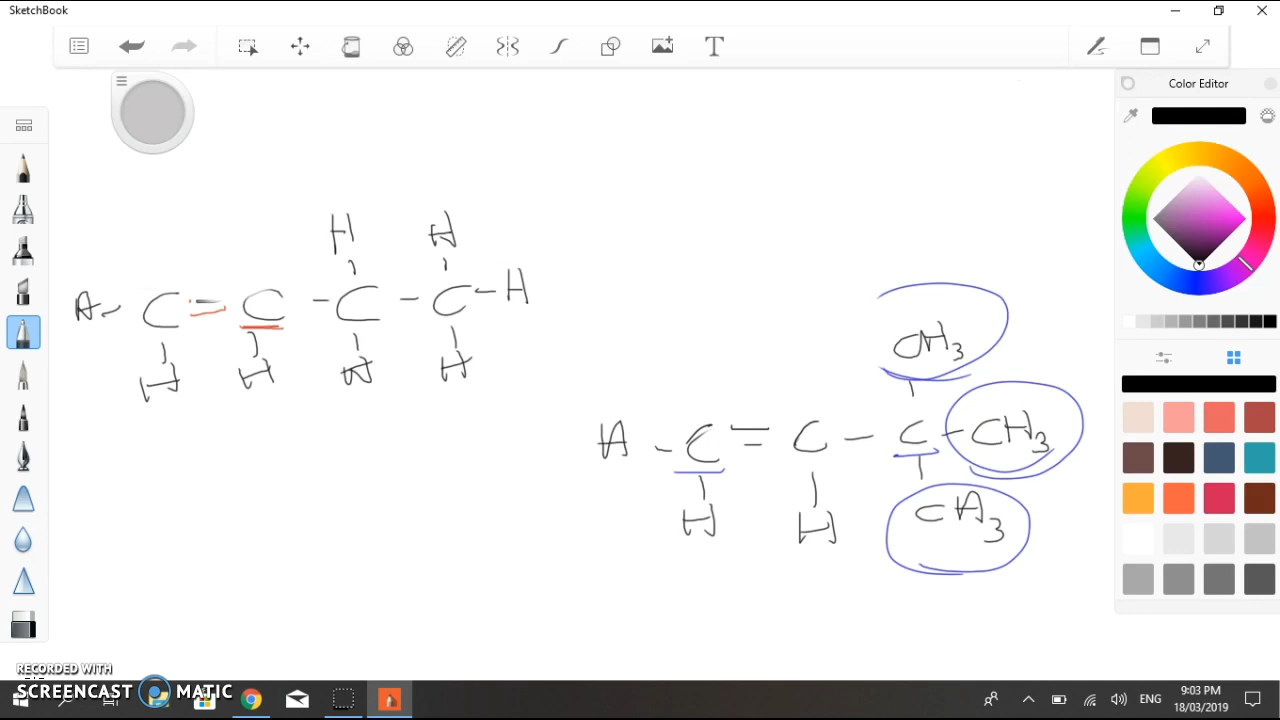 SketchBook
Color Editor
H H
H - C = C - C - C - H
H H H H
CH3
H - C = C - C - CH3
H H CH3
RECORDED WITH
SCREENCAST MATIC
ENG
9:03 PM
18/03/2019